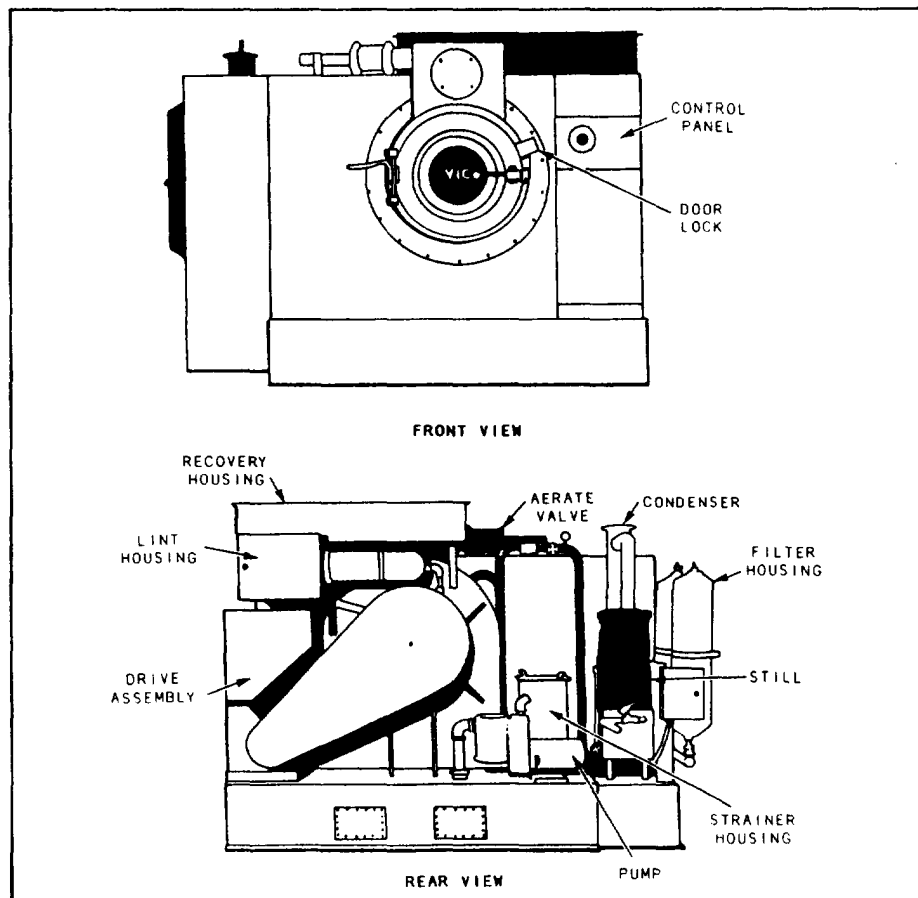 CONTROL
PANEL
VIC
DOOR
LOCK
FRONT VIEW
RECOVERY
HOUSING
AERATE
VALVE
CONDENSER
LINT
HOUSING
FILTER
HOUSING
DRIVE
ASSEMBLY
STILL
STRAINER
HOUSING
PUMP
REAR VIEW